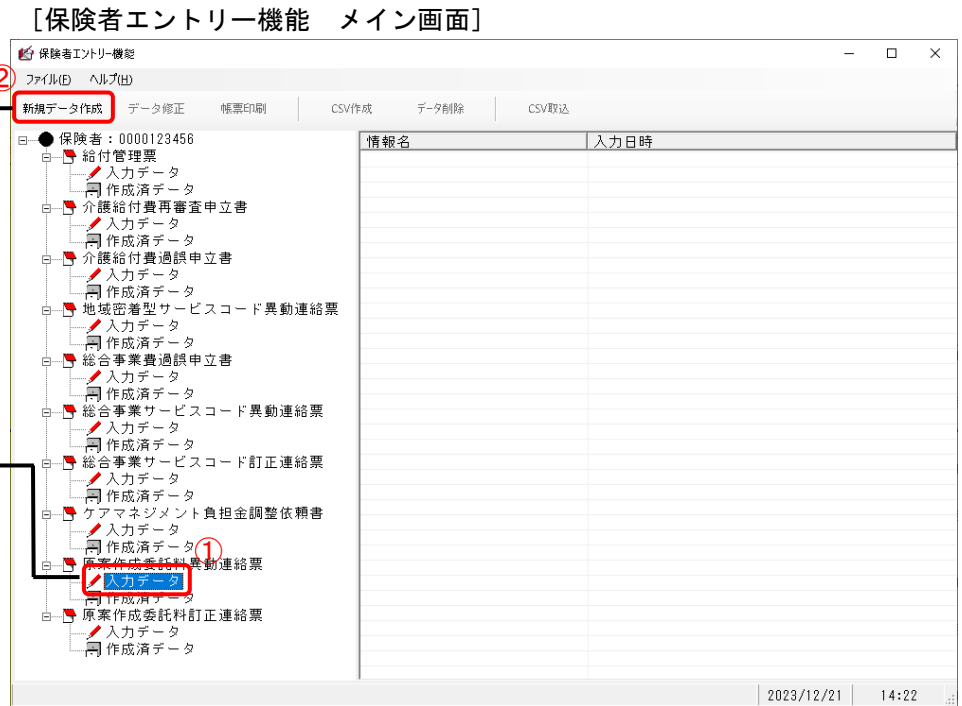 ［保険者エントリー機能　メイン画面］
保険者エントリー機能
② ファイル(F) ヘルプ(H)
新規データ作成 データ修正 帳票印刷 CSV作成 データ削除 CSV取込
保険者：0000123456
情報名 入力日時
給付管理票
入力データ
作成済データ
介護給付費再審査申立書
入力データ
作成済データ
介護給付費過誤申立書
入力データ
作成済データ
地域密着型サービスコード異動連絡票
入力データ
作成済データ
総合事業費過誤申立書
入力データ
作成済データ
総合事業サービスコード異動連絡票
入力データ
作成済データ
総合事業サービスコード訂正連絡票
入力データ
作成済データ
ケアマネジメント負担金調整依頼書
入力データ
作成済データ
①
原案作成委託料異動連絡票
入力データ
作成済データ
原案作成委託料訂正連絡票
入力データ
作成済データ
2023/12/21 14:22